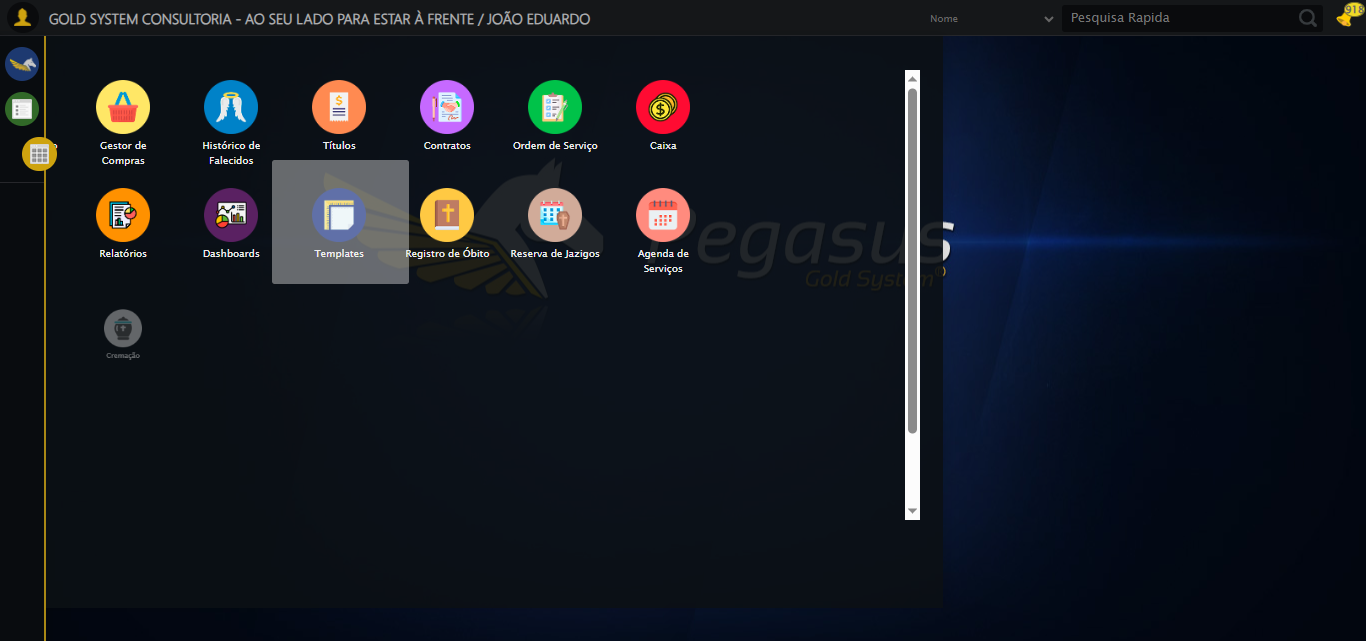 GOLD SYSTEM CONSULTORIA - AO SEU LADO PARA ESTAR À FRENTE / JOÃO EDUARDO
Nome
Pesquisa Rapida
918
Gestor de
Compras
Histórico de
Falecidos
Títulos
Contratos
Ordem de Serviço
Caixa
Relatórios
Dashboards
Templates
Registro de Óbito
Reserva de Jazigos
Agenda de
Serviços
Pegasus
Gold System®
Cremação